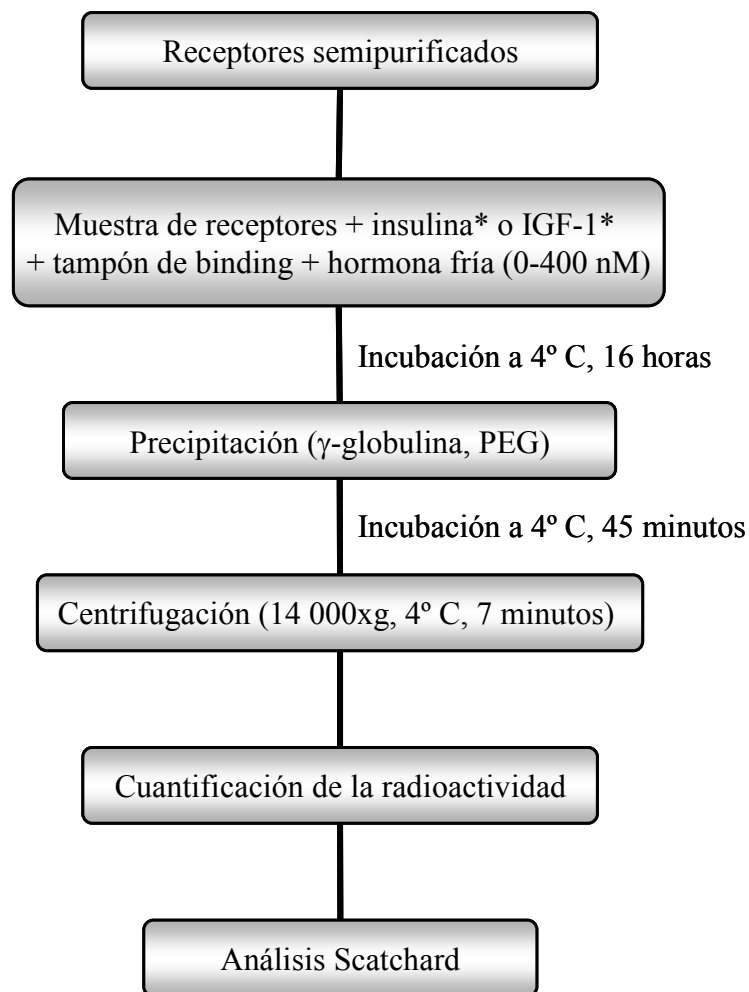 Receptores semipurificados
Muestra de receptores + insulina* o IGF-1*
+ tampón de binding + hormona fría (0-400 nM)
Incubación a 4º C, 16 horas
Precipitación (γ-globulina, PEG)
Incubación a 4º C, 45 minutos
Centrifugación (14 000xg, 4º C, 7 minutos)
Cuantificación de la radioactividad
Análisis Scatchard